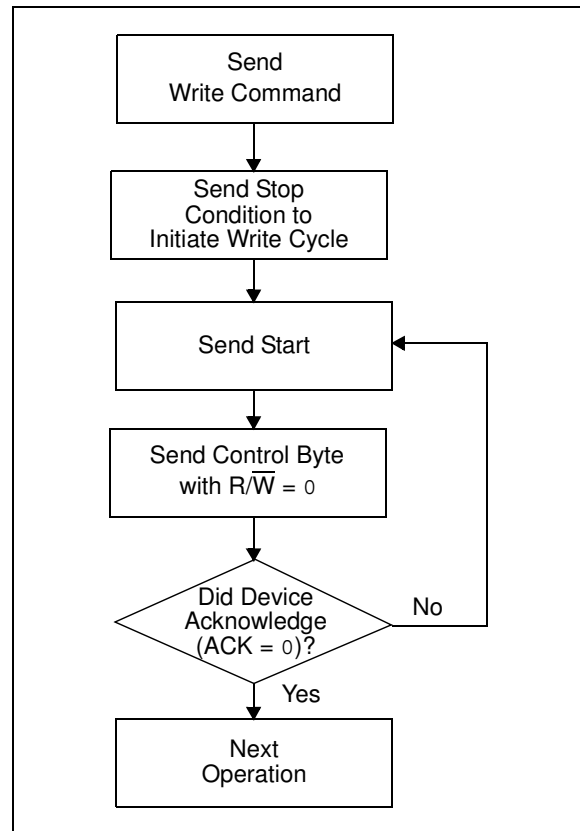 Send
Write Command
Send Stop
Condition to
Initiate Write Cycle
Send Start
Send Control Byte
with R/W̅ = 0
Did Device
Acknowledge
(ACK = 0)?
No
Yes
Next
Operation